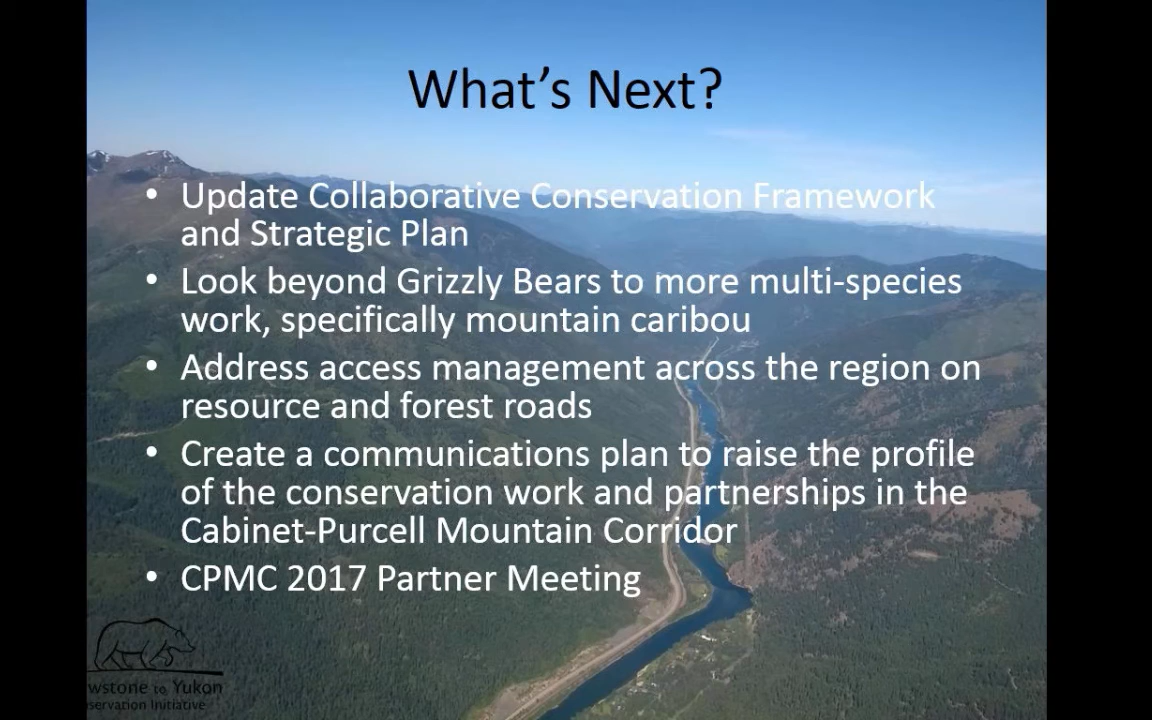 What's Next?
• Update Collaborative Conservation Framework
and Strategic Plan
• Look beyond Grizzly Bears to more multi-species
work, specifically mountain caribou
• Address access management across the region on
resource and forest roads
• Create a communications plan to raise the profile
of the conservation work and partnerships in the
Cabinet-Purcell Mountain Corridor
• CPMC 2017 Partner Meeting
wstone to Yukon
servation Initiative